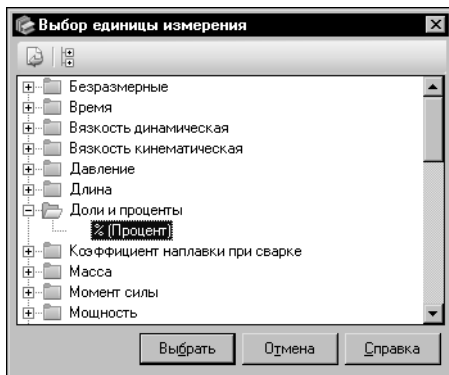 Выбор единицы измерения
Безразмерные
Время
Вязкость динамическая
Вязкость кинематическая
Давление
Длина
Доли и проценты
% (Процент)
Коэффициент наплавки при сварке
Масса
Момент силы
Мощность
Выбрать Отмена Справка